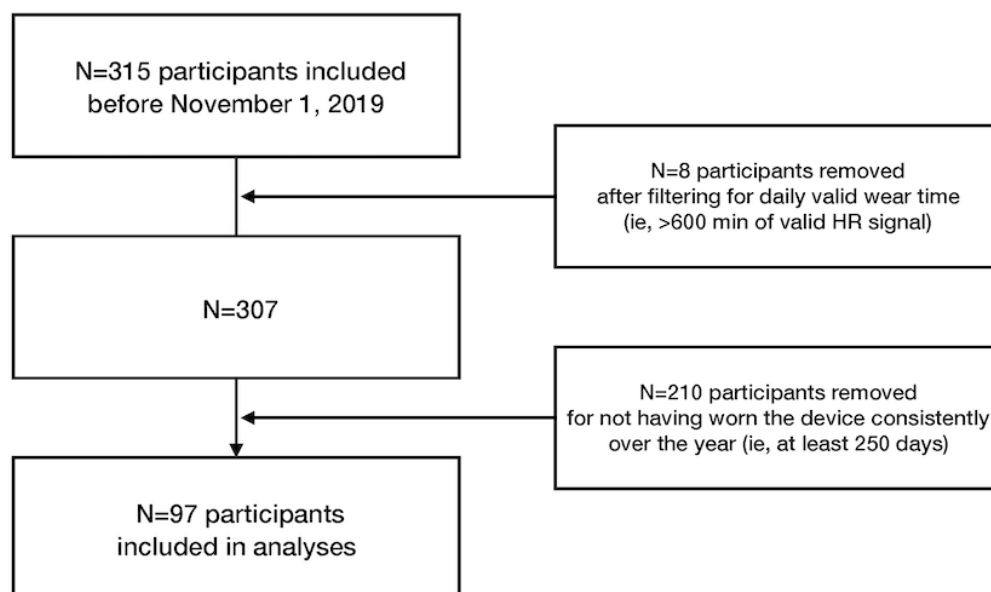 N=315 participants included
before November 1, 2019
N=8 participants removed
after filtering for daily valid wear time
(ie, >600 min of valid HR signal)
N=307
N=210 participants removed
for not having worn the device consistently
over the year (ie, at least 250 days)
N=97 participants
included in analyses